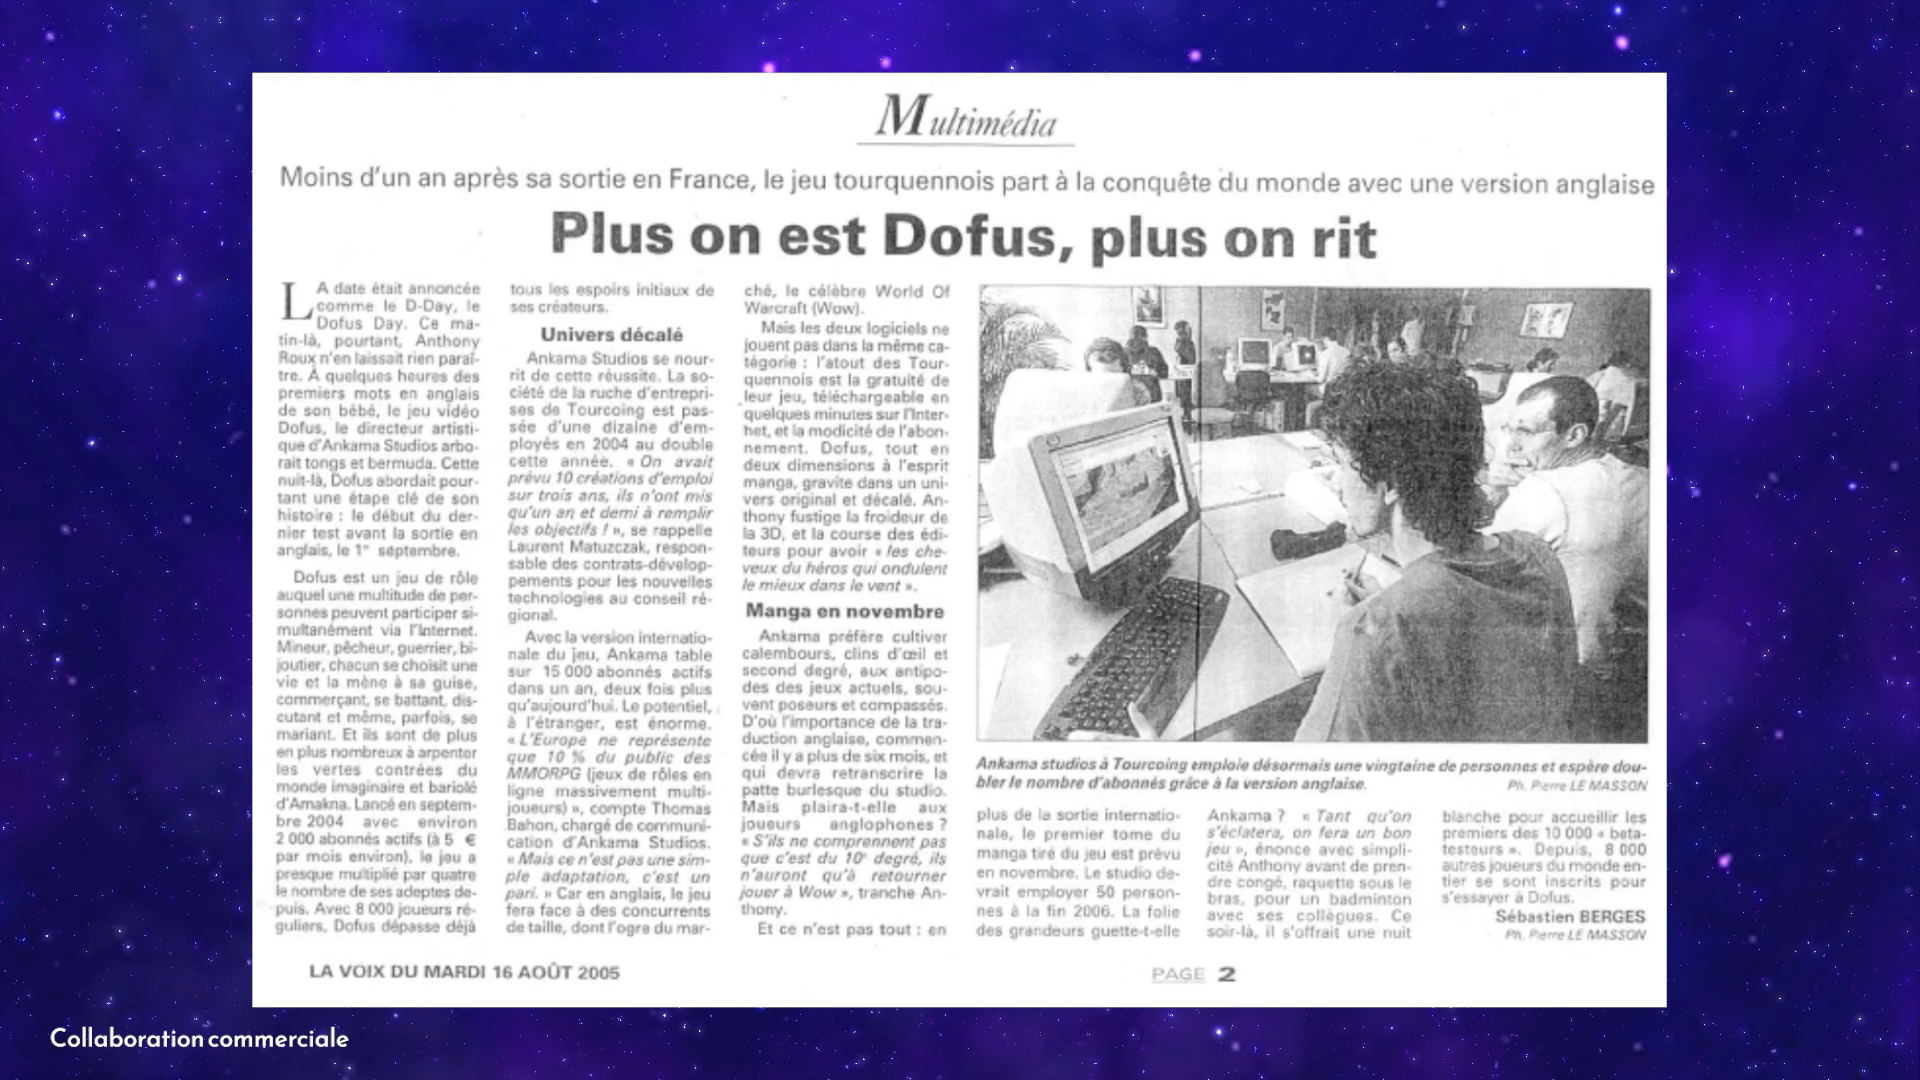 Multimédia
Moins d'un an après sa sortie en France, le jeu tourquennois part à la conquête du monde avec une version anglaise
Plus on est Dofus, plus on rit
LA date était annoncée
comme le D-Day, le
Dofus Day. Ce ma-
tin-là, pourtant, Anthony
Roux n'en laissait rien paraî-
tre. À quelques heures des
premiers mots en anglais
de son bébé, le jeu vidéo
Dofus, le directeur artisti-
que d'Ankama Studios arbo-
rait tongs et bermuda. Cette
nuit-là, Dofus abordait pour-
tant une étape clé de son
histoire : le début du der-
nier test avant la sortie en
anglais, le 1er septembre.
Dofus est un jeu de rôle
auquel une multitude de per-
sonnes peuvent participer si-
multanément via l'Internet.
Mineur, pêcheur, guerrier, bi-
joutier, chacun se choisit une
vie et la mène à sa guise,
commerçant, se battant, dis-
cutant et même, parfois, se
mariant. Et ils sont de plus
en plus nombreux à arpenter
les vertes contrées du
monde imaginaire et bariolé
d'Amakna. Lancé en septem-
bre 2004 avec environ
2 000 abonnés actifs (à 5 €
par mois environ), le jeu a
presque multiplié par quatre
le nombre de ses adeptes de-
puis. Avec 8 000 joueurs ré-
guliers, Dofus dépasse déjà
tous les espoirs initiaux de
ses créateurs.
Univers décalé
Ankama Studios se nour-
rit de cette réussite. La so-
ciété de la ruche d'entrepri-
ses de Tourcoing est pas-
sée d'une dizaine d'em-
ployés en 2004 au double
cette année. « On avait
prévu 10 créations d'emploi
sur trois ans, ils n'ont mis
qu'un an et demi à remplir
les objectifs ! », se rappelle
Laurent Matuzczak, respon-
sable des contrats-dévelop-
pements pour les nouvelles
technologies au conseil ré-
gional.
Avec la version internatio-
nale du jeu, Ankama table
sur 15 000 abonnés actifs
dans un an, deux fois plus
qu'aujourd'hui. Le potentiel,
à l'étranger, est énorme.
« L'Europe ne représente
que 10 % du public des
MMORPG (jeux de rôles en
ligne massivement multi-
joueurs) », compte Thomas
Bahon, chargé de communi-
cation d'Ankama Studios.
« Mais ce n'est pas une sim-
ple adaptation, c'est un
pari. » Car en anglais, le jeu
fera face à des concurrents
de taille, dont l'ogre du mar-
ché, le célèbre World Of
Warcraft (Wow).
Mais les deux logiciels ne
jouent pas dans la même ca-
tégorie : l'atout des Tour-
quennois est la gratuité de
leur jeu, téléchargeable en
quelques minutes sur l'Inter-
net, et la modicité de l'abon-
nement. Dofus, tout en
deux dimensions à l'esprit
manga, gravite dans un uni-
vers original et décalé. An-
thony fustige la froideur de
la 3D, et la course des édi-
teurs pour avoir « les che-
veux du héros qui ondulent
le mieux dans le vent ».
Manga en novembre
Ankama préfère cultiver
calembours, clins d'œil et
second degré, aux antipo-
des des jeux actuels, sou-
vent poseurs et compassés.
D'où l'importance de la tra-
duction anglaise, commen-
cée il y a plus de six mois, et
qui devra retranscrire la
patte burlesque du studio.
Mais plaira-t-elle aux
joueurs anglophones ?
« S'ils ne comprennent pas
que c'est du 10e degré, ils
n'auront qu'à retourner
jouer à Wow », tranche An-
thony.
Et ce n'est pas tout : en
Ankama studios à Tourcoing emploie désormais une vingtaine de personnes et espère dou-
bler le nombre d'abonnés grâce à la version anglaise.
Ph. Pierre LE MASSON
plus de la sortie internatio-
nale, le premier tome du
manga tiré du jeu est prévu
en novembre. Le studio de-
vrait employer 50 person-
nes à la fin 2006. La folie
des grandeurs guette-t-elle
Ankama ? « Tant qu'on
s'éclatera, on fera un bon
jeu », énonce avec simpli-
cité Anthony avant de pren-
dre congé, raquette sous le
bras, pour un badminton
avec ses collègues. Ce
soir-là, il s'offrait une nuit
blanche pour accueillir les
premiers des 10 000 « beta-
testeurs ». Depuis, 8 000
autres joueurs du monde en-
tier se sont inscrits pour
s'essayer à Dofus.
Sébastien BERGES
Ph. Pierre LE MASSON
LA VOIX DU MARDI 16 AOÛT 2005
PAGE 2
Collaboration commerciale